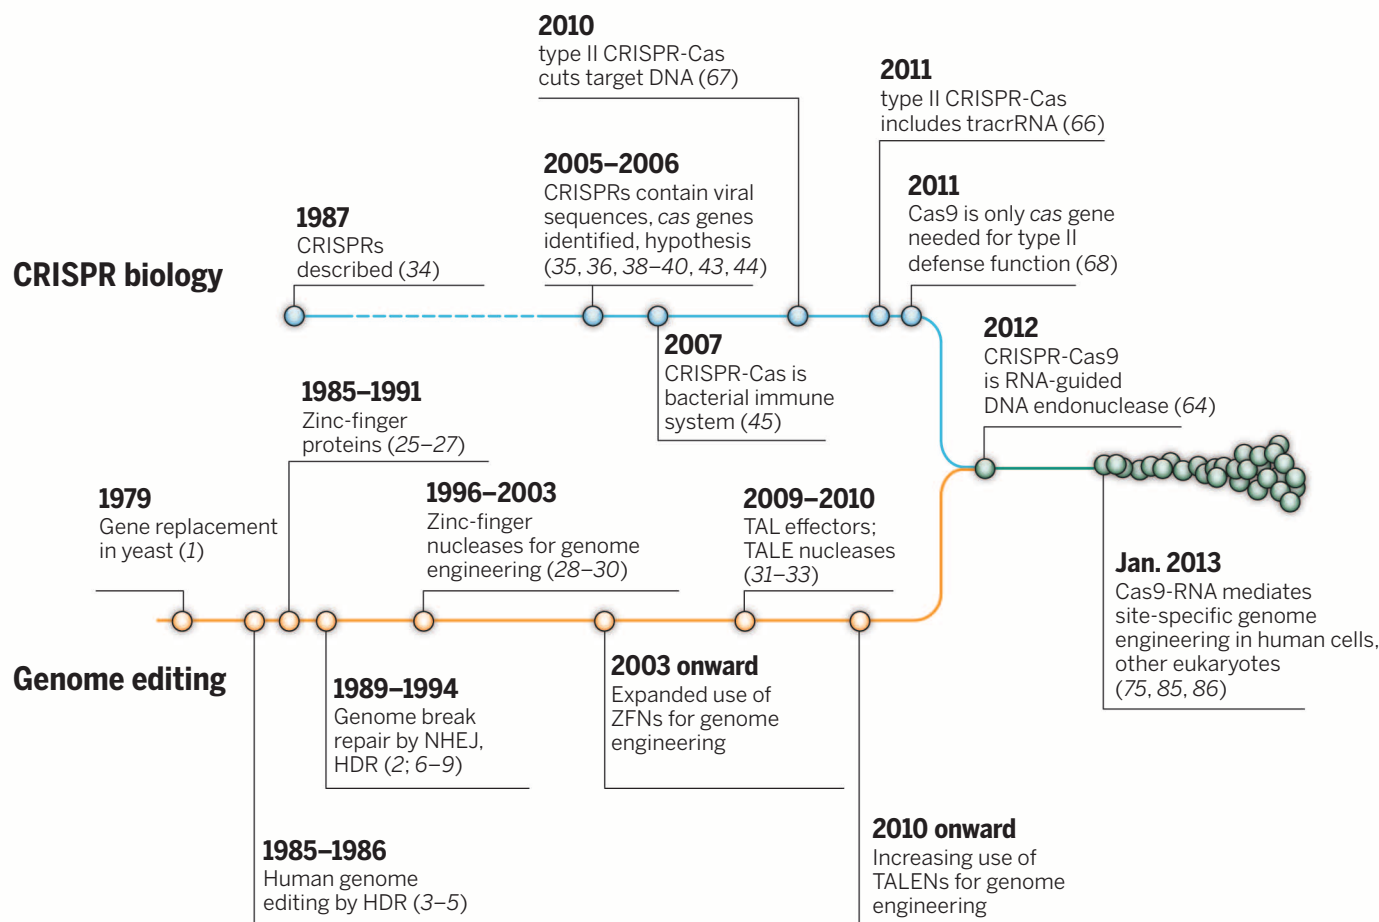 2010
type II CRISPR-Cas
cuts target DNA (67)
2011
type II CRISPR-Cas
includes tracrRNA (66)
2005–2006
CRISPRs contain viral
sequences, cas genes
identified, hypothesis
(35, 36, 38–40, 43, 44)
2011
Cas9 is only cas gene
needed for type II
defense function (68)
1987
CRISPRs
described (34)
CRISPR biology
2007
CRISPR-Cas is
bacterial immune
system (45)
2012
CRISPR-Cas9
is RNA-guided
DNA endonuclease (64)
1985–1991
Zinc-finger
proteins (25–27)
1979
Gene replacement
in yeast (1)
1996–2003
Zinc-finger
nucleases for genome
engineering (28–30)
2009–2010
TAL effectors;
TALE nucleases
(31–33)
Jan. 2013
Cas9-RNA mediates
site-specific genome
engineering in human cells,
other eukaryotes
(75, 85, 86)
Genome editing
1989–1994
Genome break
repair by NHEJ,
HDR (2; 6–9)
2003 onward
Expanded use of
ZFNs for genome
engineering
1985–1986
Human genome
editing by HDR (3–5)
2010 onward
Increasing use of
TALENs for genome
engineering